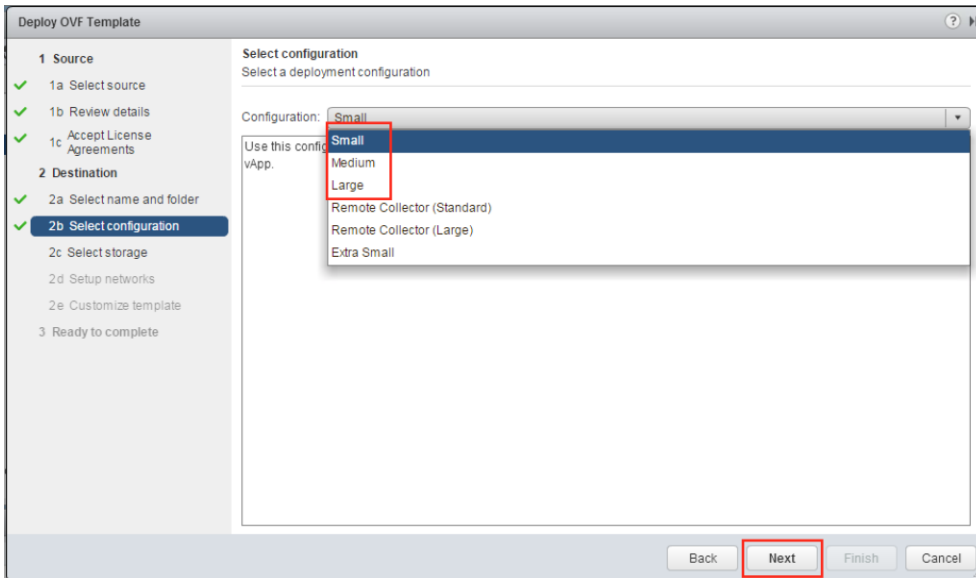 Deploy OVF Template
?
1 Source
1a Select source
1b Review details
1c Accept License
Agreements
2 Destination
2a Select name and folder
2b Select configuration
2c Select storage
2d Setup networks
2e Customize template
3 Ready to complete
Select configuration
Select a deployment configuration
Configuration: Small
Use this config
vApp.
Small
Medium
Large
Remote Collector (Standard)
Remote Collector (Large)
Extra Small
Back Next Finish Cancel